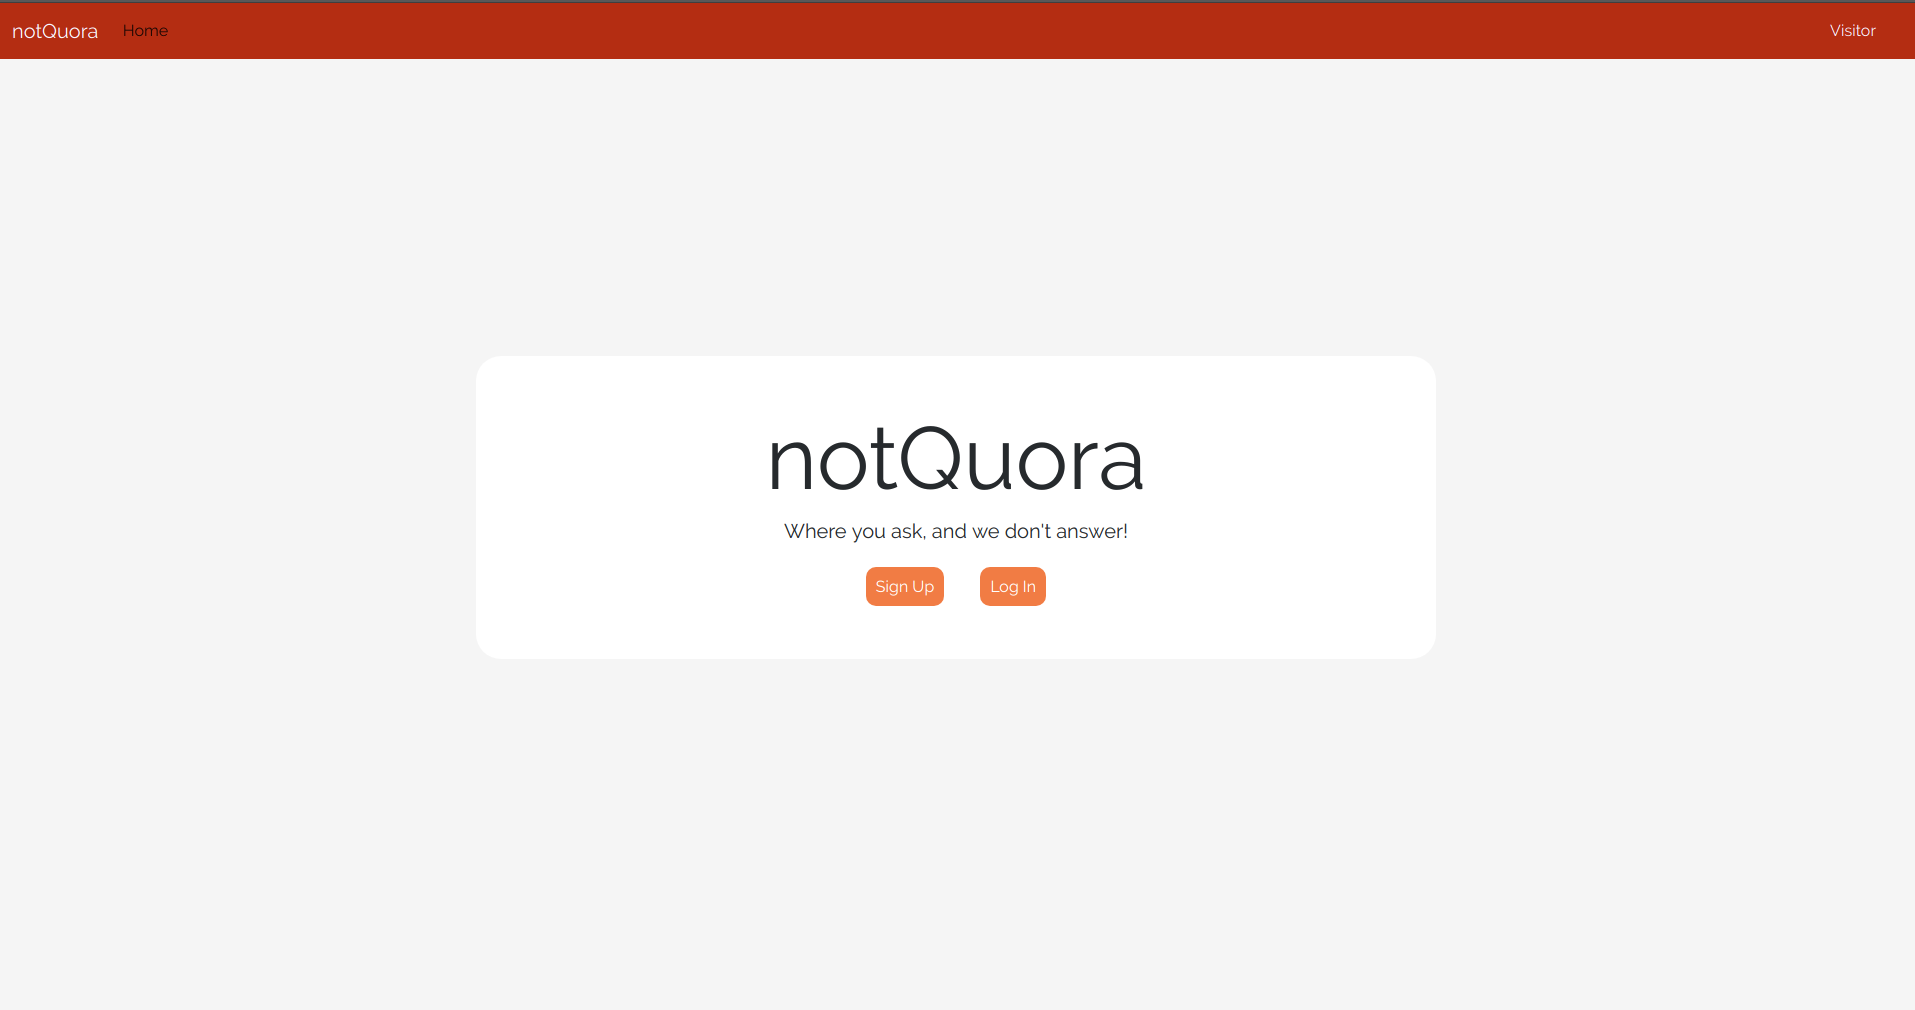 notQuora Home Visitor
notQuora
Where you ask, and we don't answer!
Sign Up Log In